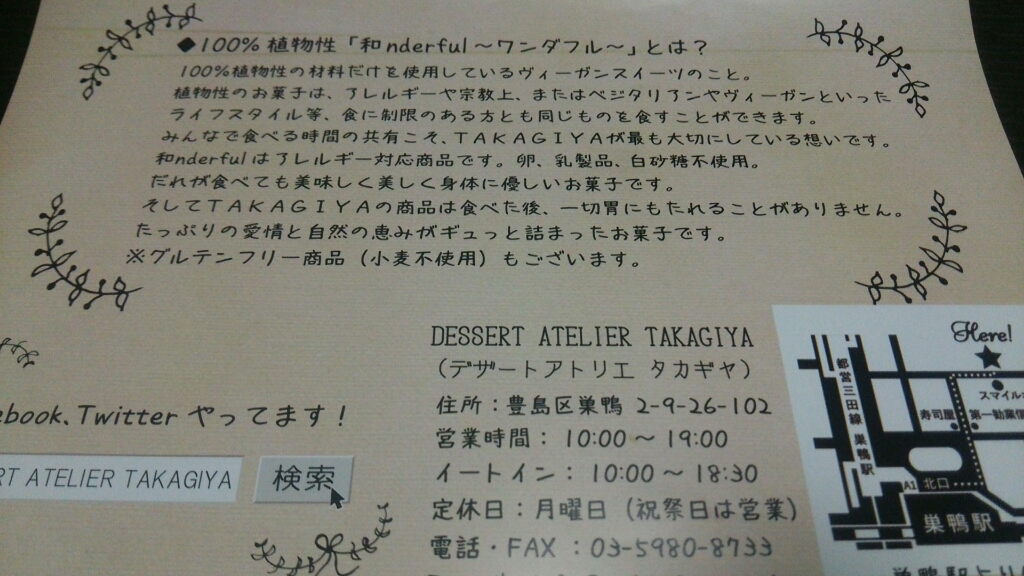 ◆100% 植物性「和nderful～ワンダフル～」とは？
100%植物性の材料だけを使用しているヴィーガンスイーツのこと。
植物性のお菓子は、アレルギーや宗教上、またはベジタリアンやヴィーガンといった
ライフスタイル等、食に制限のある方とも同じものを食すことができます。
みんなで食べる時間の共有こそ、TAKAGIYAが最も大切にしている想いです。
和nderfulはアレルギー対応商品です。卵、乳製品、白砂糖不使用。
だれが食べても美味しく美しく身体に優しいお菓子です。
そしてTAKAGIYAの商品は食べた後、一切胃にもたれることがありません。
たっぷりの愛情と自然の恵みがギュっと詰まったお菓子です。
※グルテンフリー商品（小麦不使用）もございます。
ebook、Twitter やってます！
RT ATELIER TAKAGIYA
検索
DESSERT ATELIER TAKAGIYA
（デザートアトリエ タカギヤ）
住所：豊島区巣鴨 2-9-26-102
営業時間： 10:00～19:00
イートイン： 10:00～18:30
定休日：月曜日（祝祭日は営業）
電話・FAX ：03-5980-8733
Here!
都営三田線 巣鴨駅
スマイル
寿司屋
第一勧業信
A1
北口
巣鴨駅
巣鴨駅より